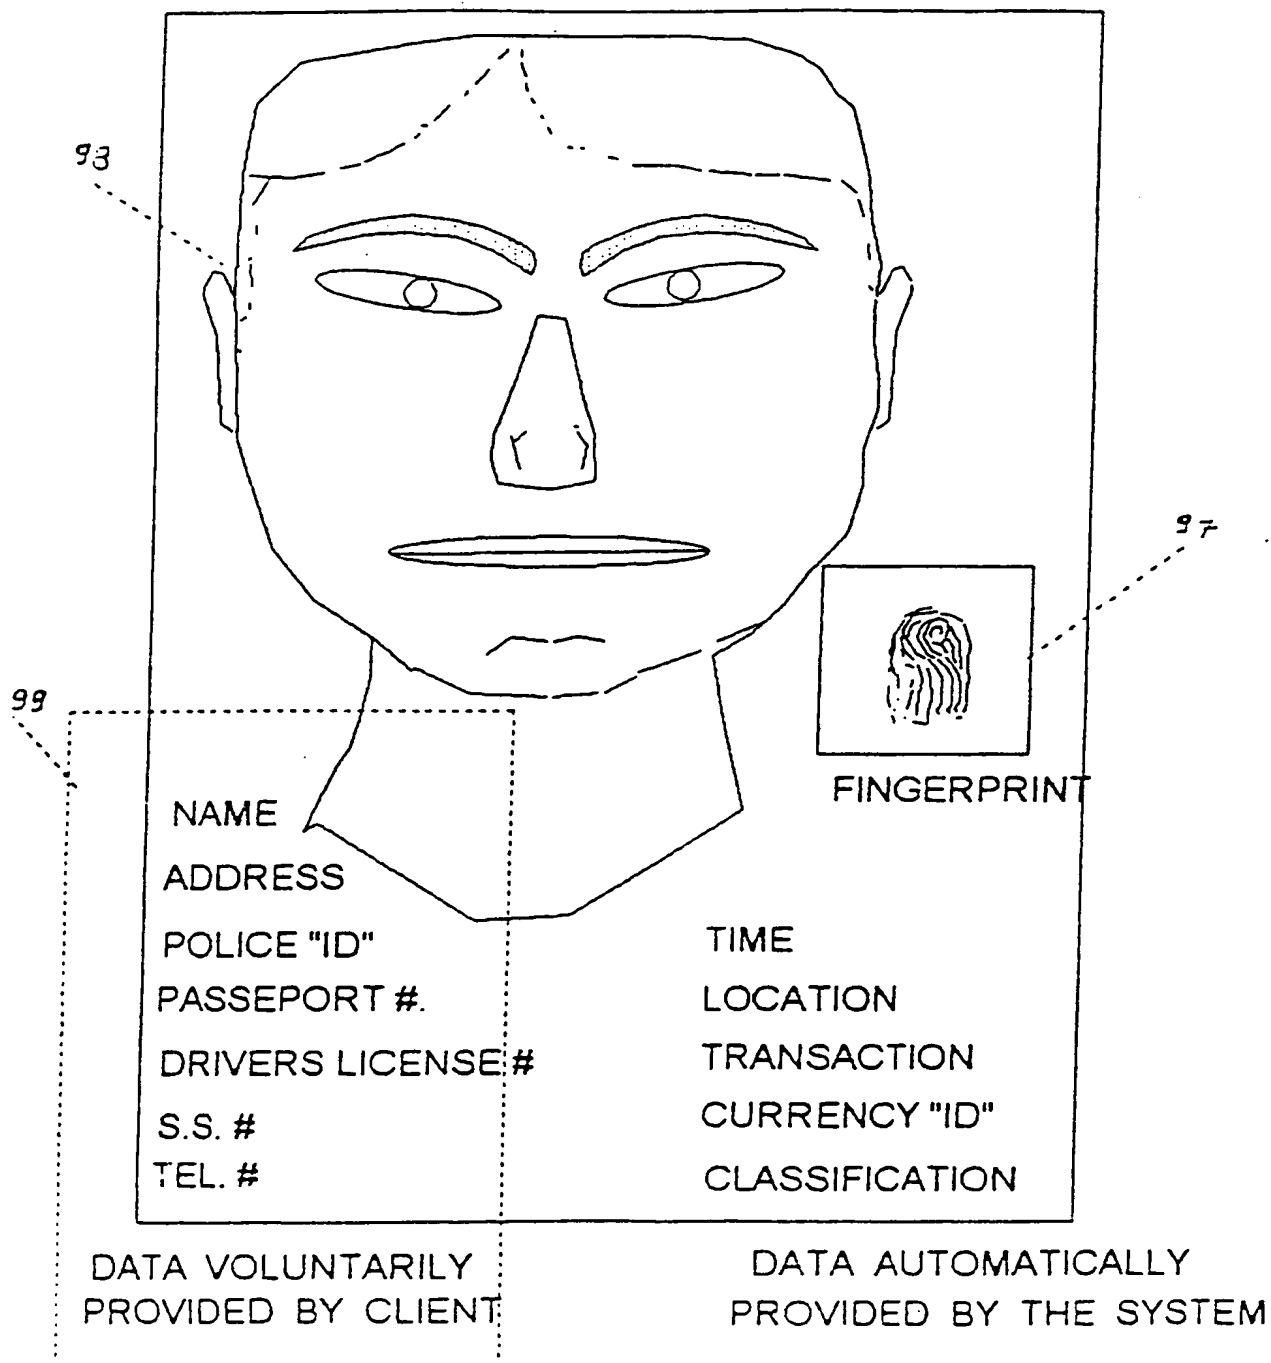 93
97
99
FINGERPRINT
NAME
ADDRESS
POLICE "ID"
PASSEPORT #.
DRIVERS LICENSE #
S.S. #
TEL. #
TIME
LOCATION
TRANSACTION
CURRENCY "ID"
CLASSIFICATION
DATA VOLUNTARILY
PROVIDED BY CLIENT
DATA AUTOMATICALLY
PROVIDED BY THE SYSTEM